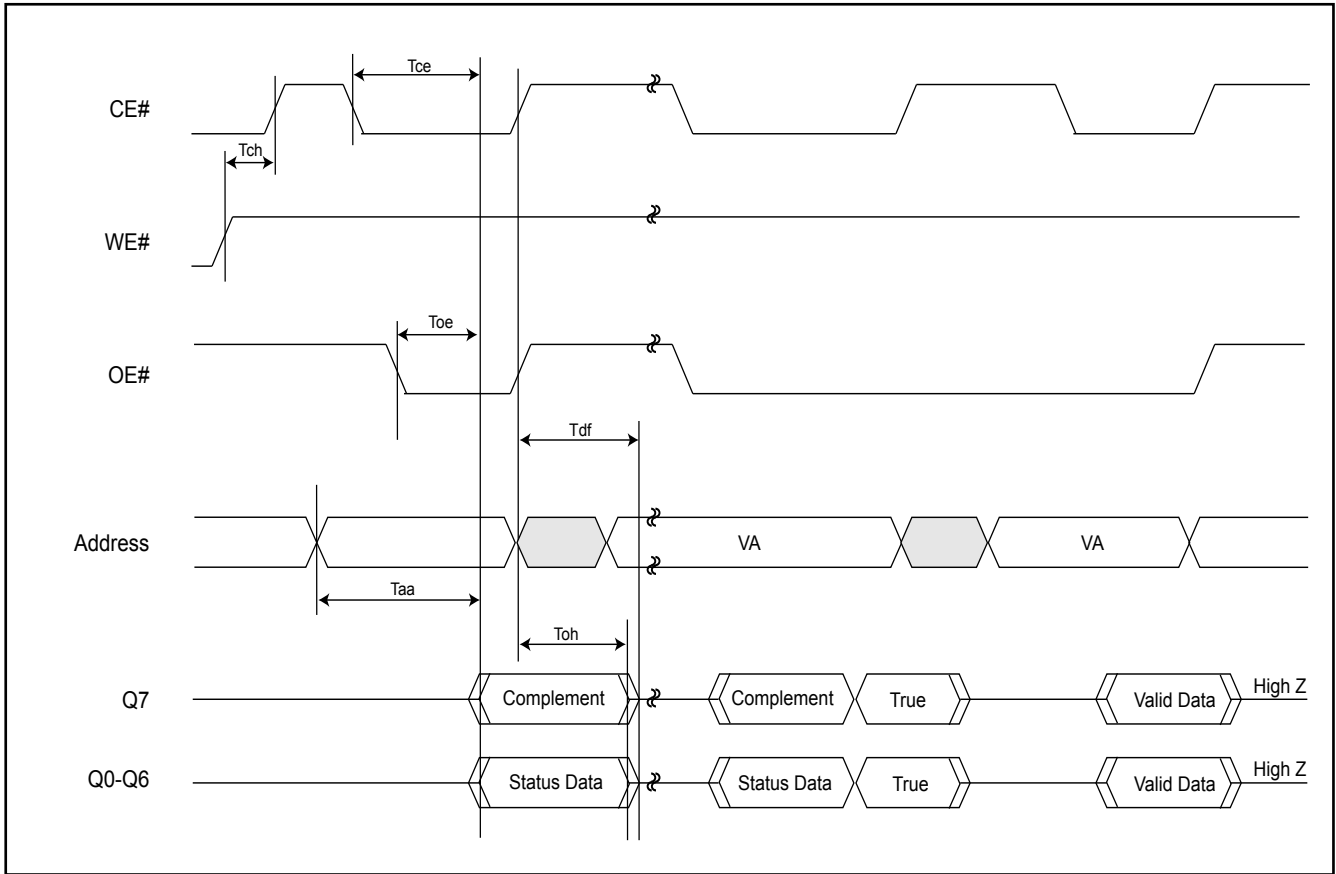 Tce
CE#
Tch
WE#
Toe
OE#
Tdf
Address
VA
VA
Taa
Toh
Q7
Complement
Complement
True
Valid Data
High Z
Q0-Q6
Status Data
Status Data
True
Valid Data
High Z